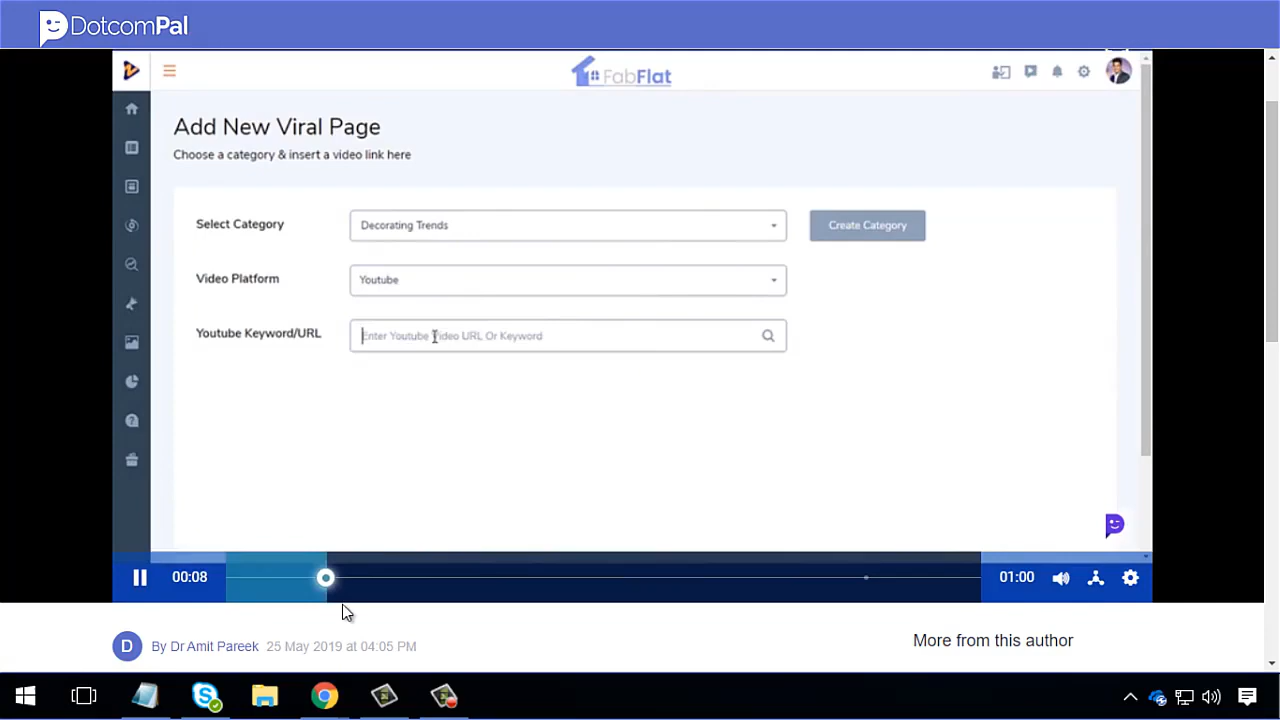 DotcomPal
FabFlat
Add New Viral Page
Choose a category & insert a video link here
Select Category
Decorating Trends
Create Category
Video Platform
Youtube
Youtube Keyword/URL
Enter Youtube Video URL Or Keyword
00:08
01:00
D
By Dr Amit Pareek 25 May 2019 at 04:05 PM
More from this author